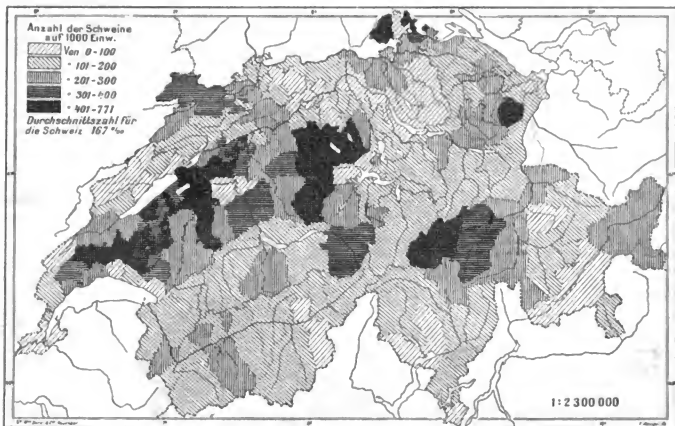 Anzahl der Schweine
auf 1000 Einw.
Von 0-100
" 101-200
" 201-300
" 301-400
" 401-771
Durchschnittszahl für
die Schweiz 167 ‰
1:2 300 000